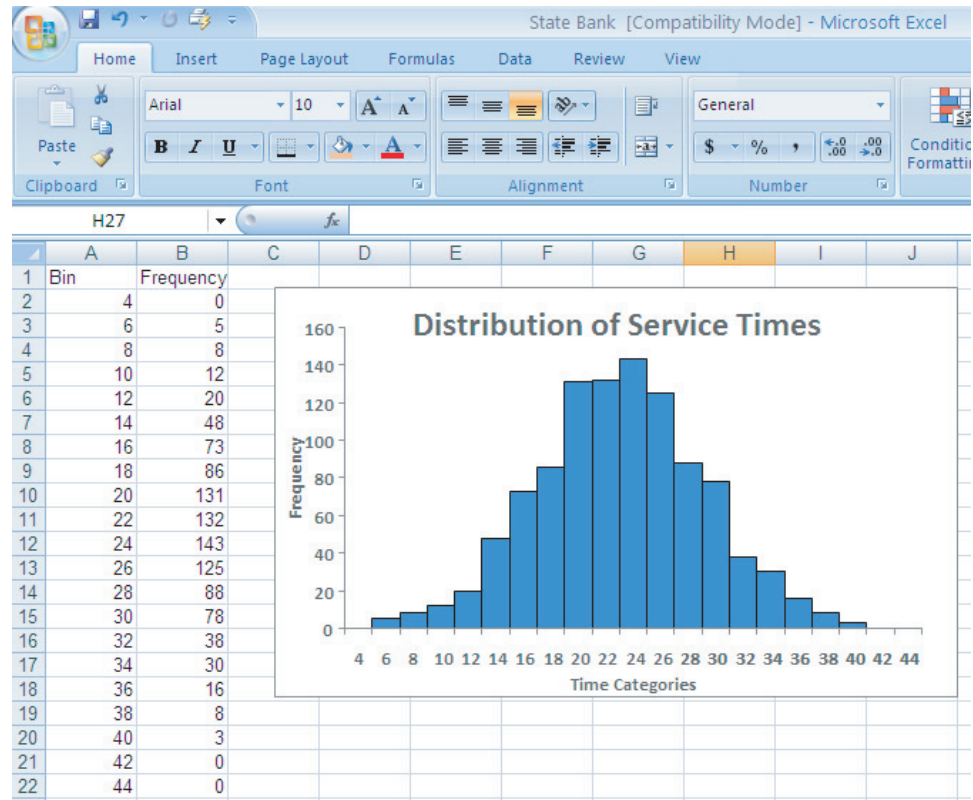 State Bank [Compatibility Mode] - Microsoft Excel
Home Insert Page Layout Formulas Data Review View
Arial 10 A A General
Paste B I U A $ % , .0 .00 .00 .0 Conditio
Formattin
Clipboard Font Alignment Number
H27 fx
A B C D E F G H I J
1 Bin Frequency
2 4 0
3 6 5
4 8 8
5 10 12
6 12 20
7 14 48
8 16 73
9 18 86
10 20 131
11 22 132
12 24 143
13 26 125
14 28 88
15 30 78
16 32 38
17 34 30
18 36 16
19 38 8
20 40 3
21 42 0
22 44 0
Distribution of Service Times
160
140
120
100
80
60
40
20
0
Frequency
4 6 8 10 12 14 16 18 20 22 24 26 28 30 32 34 36 38 40 42 44
Time Categories